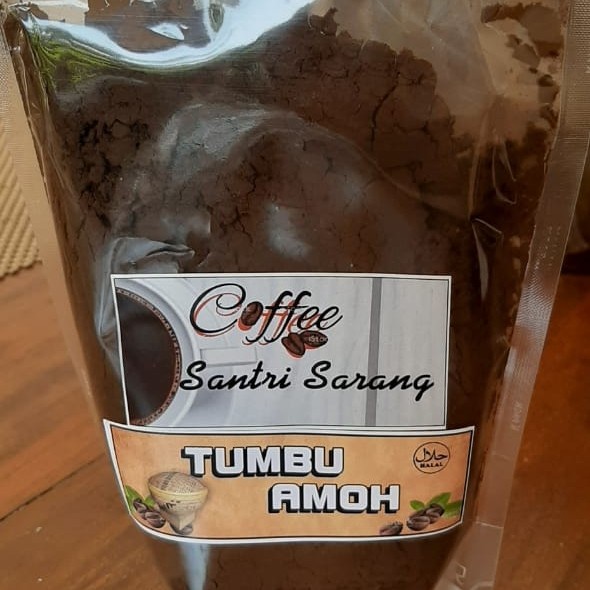 Coffee
Santri Sarang
TUMBU
AMOH
حلال
HALAL